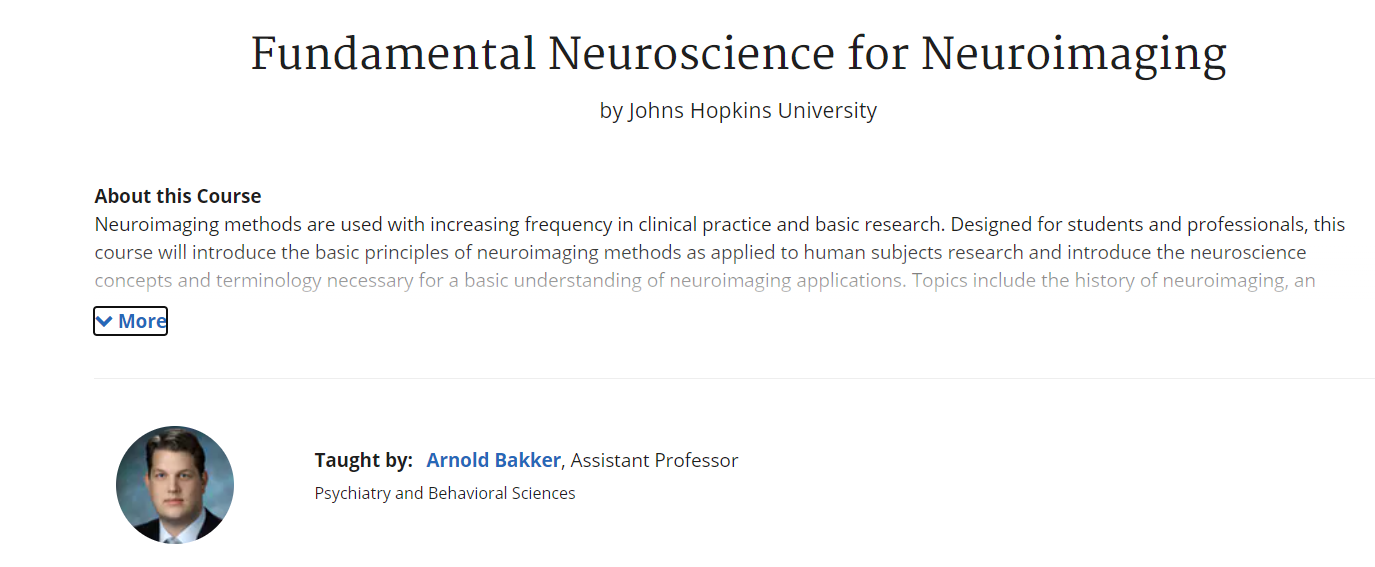 Fundamental Neuroscience for Neuroimaging
by Johns Hopkins University
About this Course
Neuroimaging methods are used with increasing frequency in clinical practice and basic research. Designed for students and professionals, this
course will introduce the basic principles of neuroimaging methods as applied to human subjects research and introduce the neuroscience
concepts and terminology necessary for a basic understanding of neuroimaging applications. Topics include the history of neuroimaging, an
More
Taught by: Arnold Bakker, Assistant Professor
Psychiatry and Behavioral Sciences